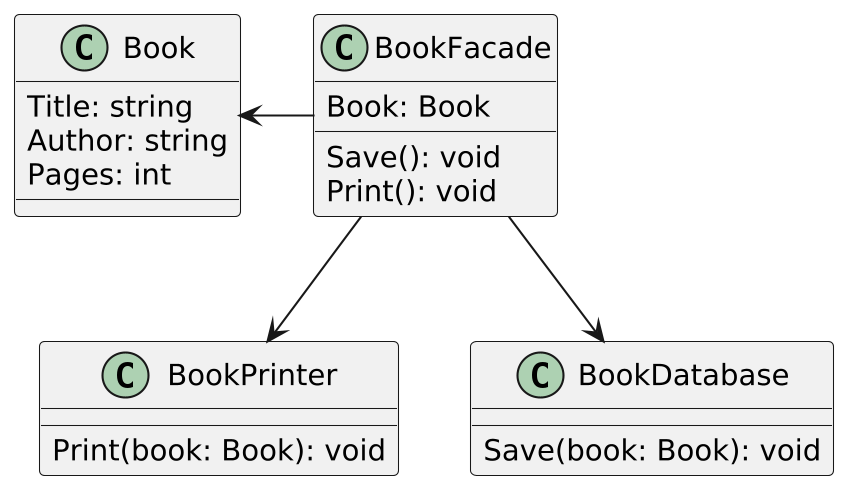 C Book
Title: string
Author: string
Pages: int
C BookFacade
Book: Book
Save(): void
Print(): void
C BookPrinter
Print(book: Book): void
C BookDatabase
Save(book: Book): void